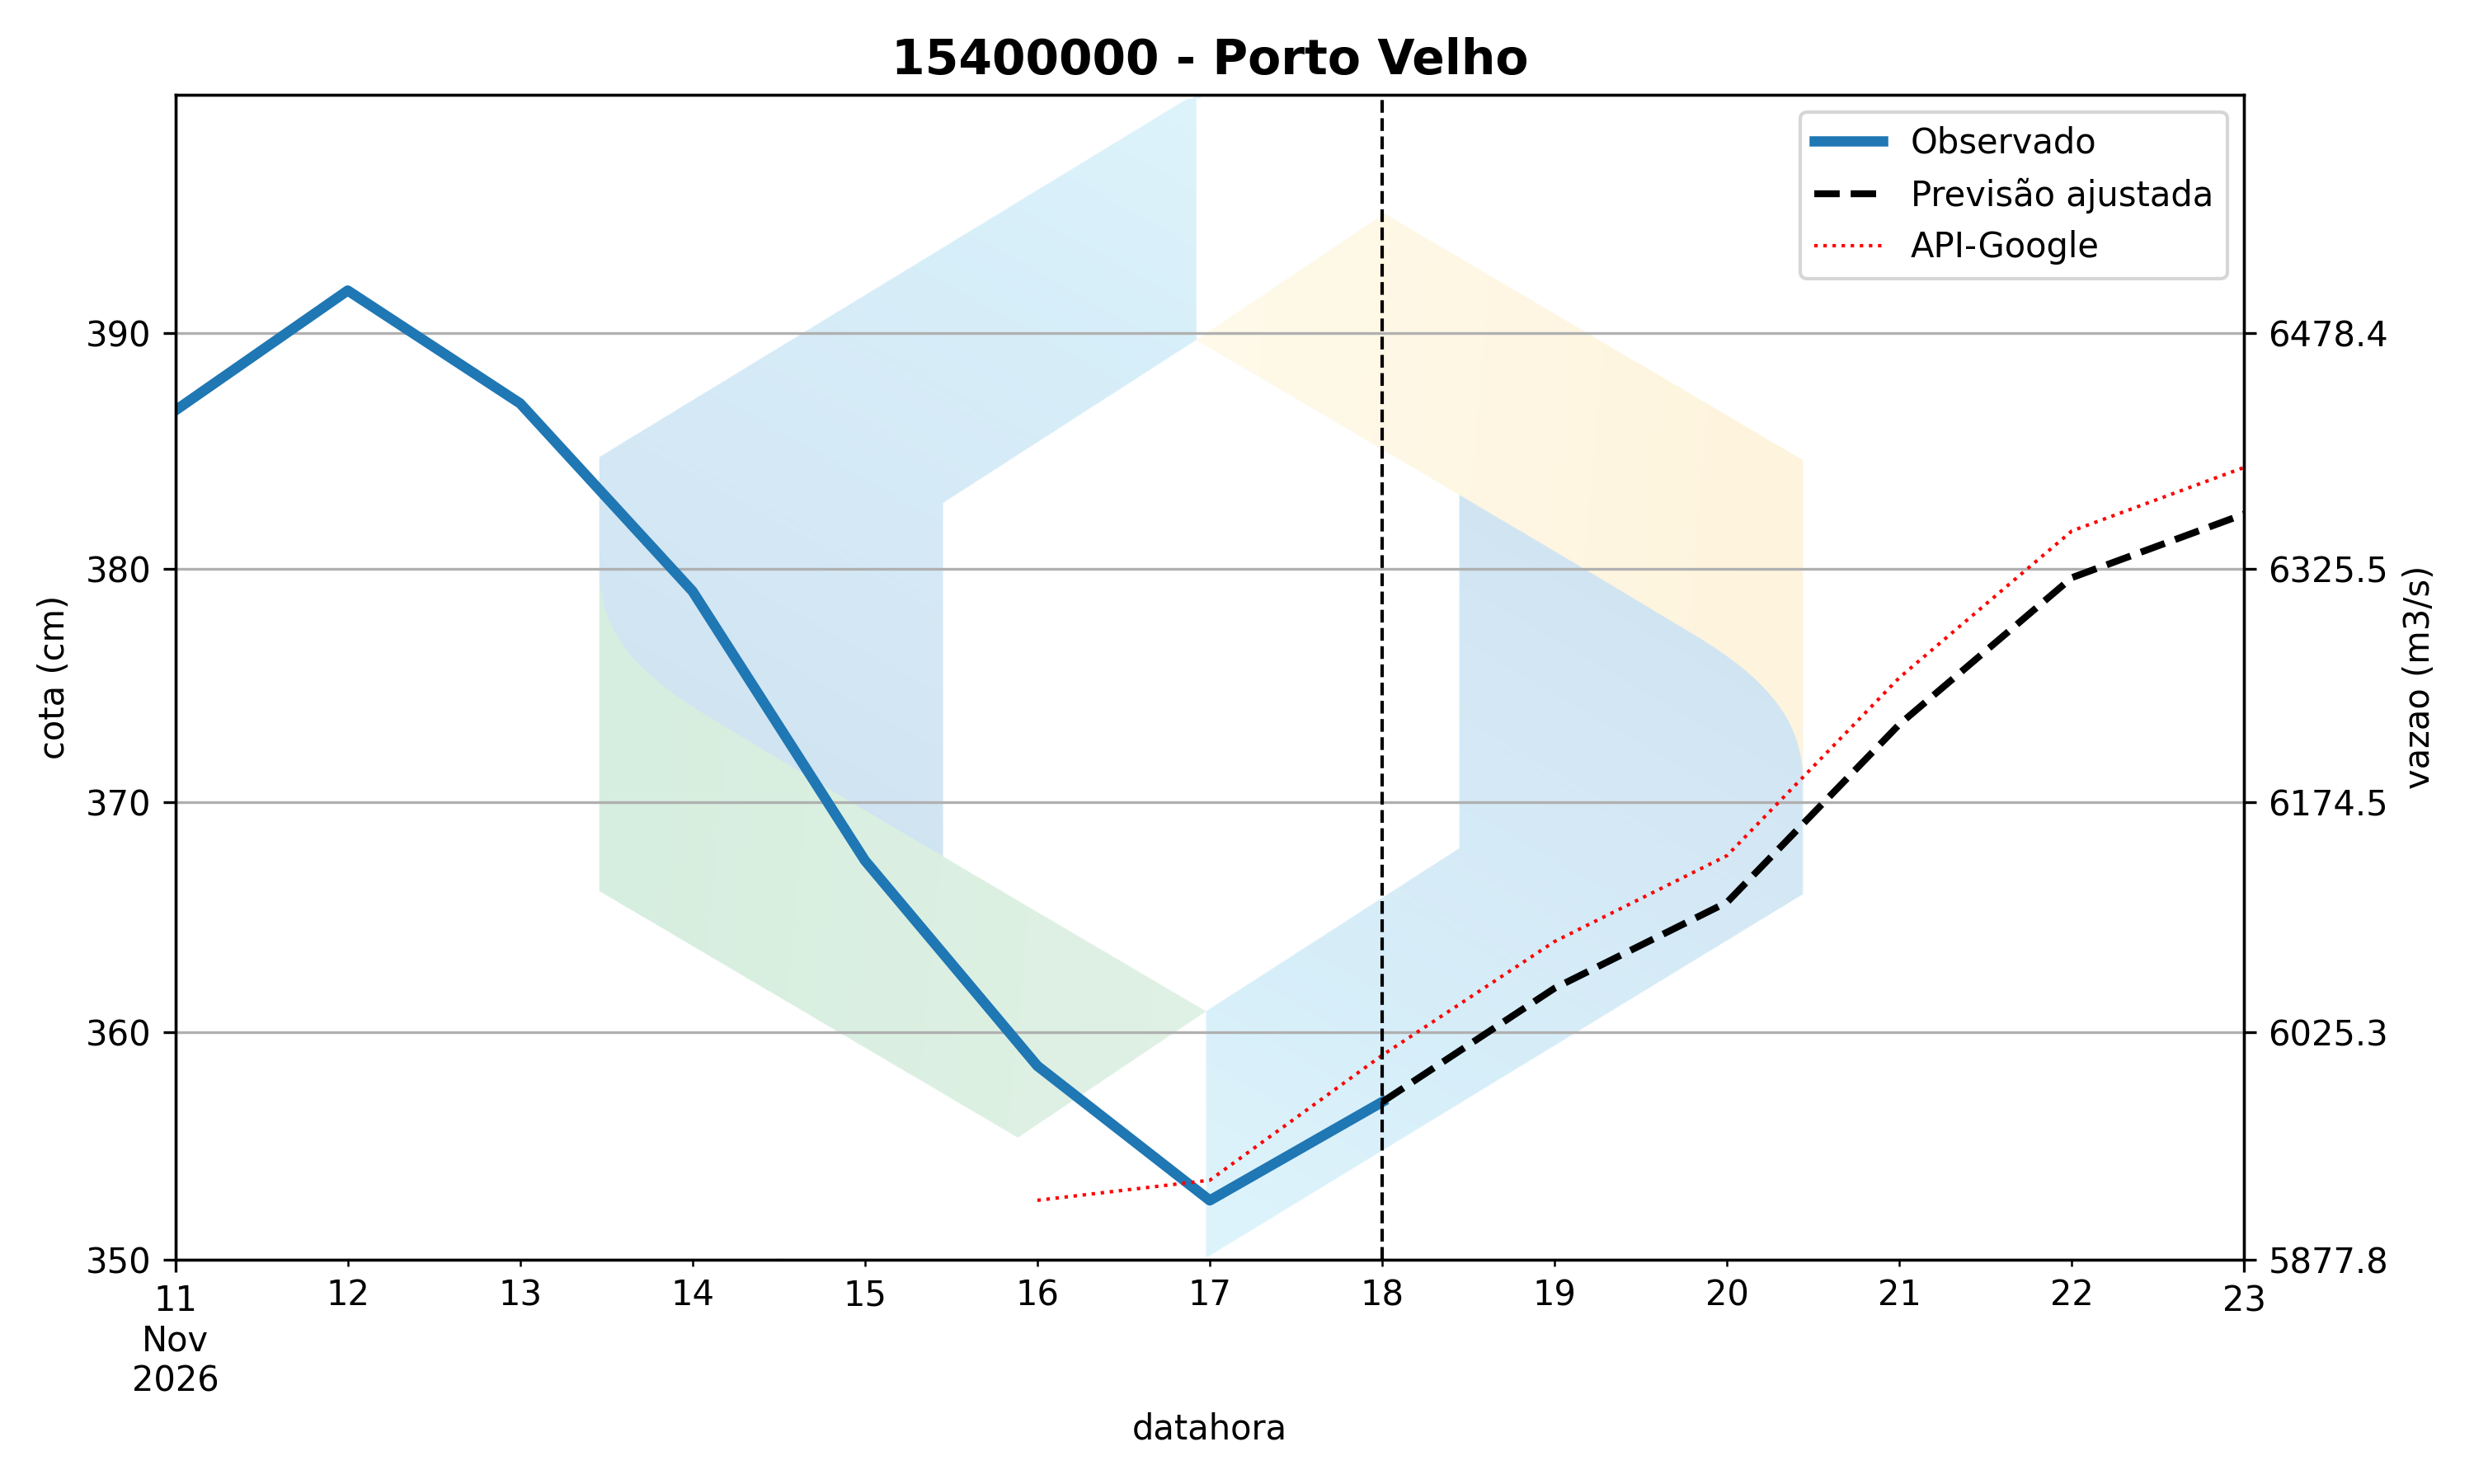 15400000 - Porto Velho
Observado
Previsão ajustada
API-Google
390
380
370
360
350
cota (cm)
6478.4
6325.5
6174.5
6025.3
5877.8
vazao (m3/s)
11 12 13 14 15 16 17 18 19 20 21 22 23
Nov
2026
datahora